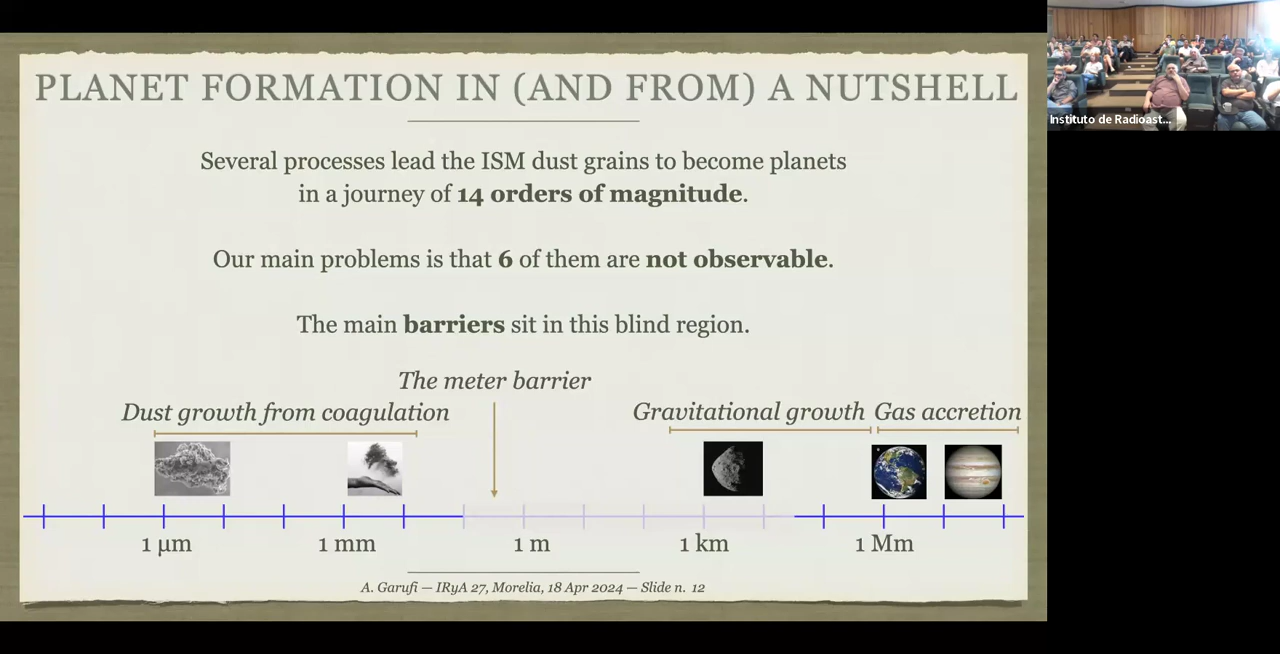 PLANET FORMATION IN (AND FROM) A NUTSHELL
Several processes lead the ISM dust grains to become planets
in a journey of 14 orders of magnitude.
Our main problems is that 6 of them are not observable.
The main barriers sit in this blind region.
The meter barrier
Dust growth from coagulation
Gravitational growth
Gas accretion
1 μm
1 mm
1 m
1 km
1 Mm
A. Garufi — IRyA 27, Morelia, 18 Apr 2024 — Slide n. 12
Instituto de Radioast...